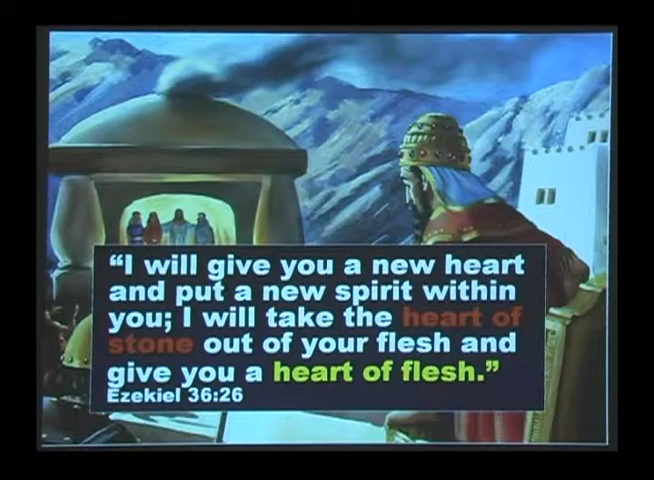 “I will give you a new heart
and put a new spirit within
you; I will take the heart of
stone out of your flesh and
give you a heart of flesh.”
Ezekiel 36:26